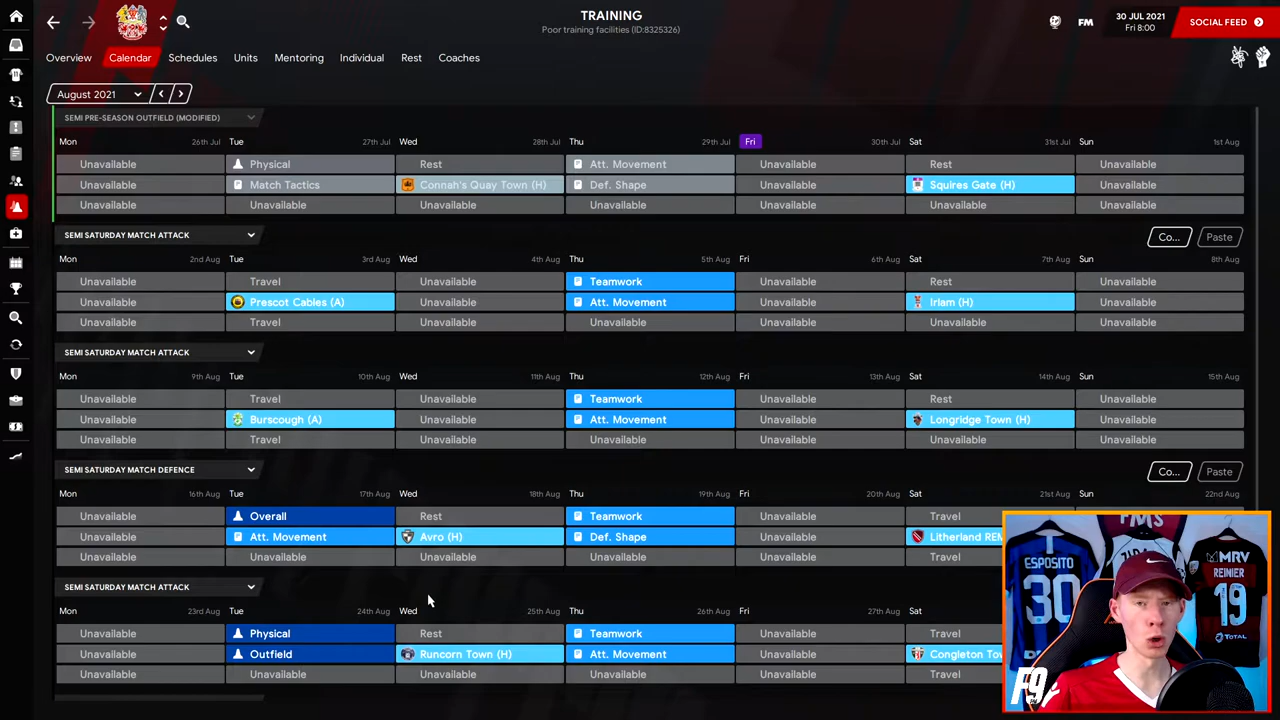 TRAINING
Poor training facilities (ID:8325326)
FM
30 JUL 2021
Fri 8:00
SOCIAL FEED
Overview Calendar Schedules Units Mentoring Individual Rest Coaches
August 2021
SEMI PRE-SEASON OUTFIELD (MODIFIED)
Mon 26th Jul Tue 27th Jul Wed 28th Jul Thu 29th Jul Fri 30th Jul Sat 31st Jul Sun 1st Aug
Unavailable Physical Rest Att. Movement Unavailable Rest Unavailable
Unavailable Match Tactics Connah's Quay Town (H) Def. Shape Unavailable Squires Gate (H) Unavailable
Unavailable Unavailable Unavailable Unavailable Unavailable Unavailable Unavailable
SEMI SATURDAY MATCH ATTACK Co... Paste
Mon 2nd Aug Tue 3rd Aug Wed 4th Aug Thu 5th Aug Fri 6th Aug Sat 7th Aug Sun 8th Aug
Unavailable Travel Unavailable Teamwork Unavailable Rest Unavailable
Unavailable Prescot Cables (A) Unavailable Att. Movement Unavailable Irlam (H) Unavailable
Unavailable Travel Unavailable Unavailable Unavailable Unavailable Unavailable
SEMI SATURDAY MATCH ATTACK
Mon 9th Aug Tue 10th Aug Wed 11th Aug Thu 12th Aug Fri 13th Aug Sat 14th Aug Sun 15th Aug
Unavailable Travel Unavailable Teamwork Unavailable Rest Unavailable
Unavailable Burscough (A) Unavailable Att. Movement Unavailable Longridge Town (H) Unavailable
Unavailable Travel Unavailable Unavailable Unavailable Unavailable Unavailable
SEMI SATURDAY MATCH DEFENCE Co... Paste
Mon 16th Aug Tue 17th Aug Wed 18th Aug Thu 19th Aug Fri 20th Aug Sat 21st Aug Sun 22nd Aug
Unavailable Overall Rest Teamwork Unavailable Travel
Unavailable Att. Movement Avro (H) Def. Shape Unavailable Litherland REM
Unavailable Unavailable Unavailable Unavailable Unavailable Travel
SEMI SATURDAY MATCH ATTACK
Mon 23rd Aug Tue 24th Aug Wed 25th Aug Thu 26th Aug Fri 27th Aug Sat
Unavailable Physical Rest Teamwork Unavailable Travel
Unavailable Outfield Runcorn Town (H) Att. Movement Unavailable Congleton Tow
Unavailable Unavailable Unavailable Unavailable Unavailable Travel
ESPOSITO
30
MRV
REINIER
19
TOTAL
F9
FM